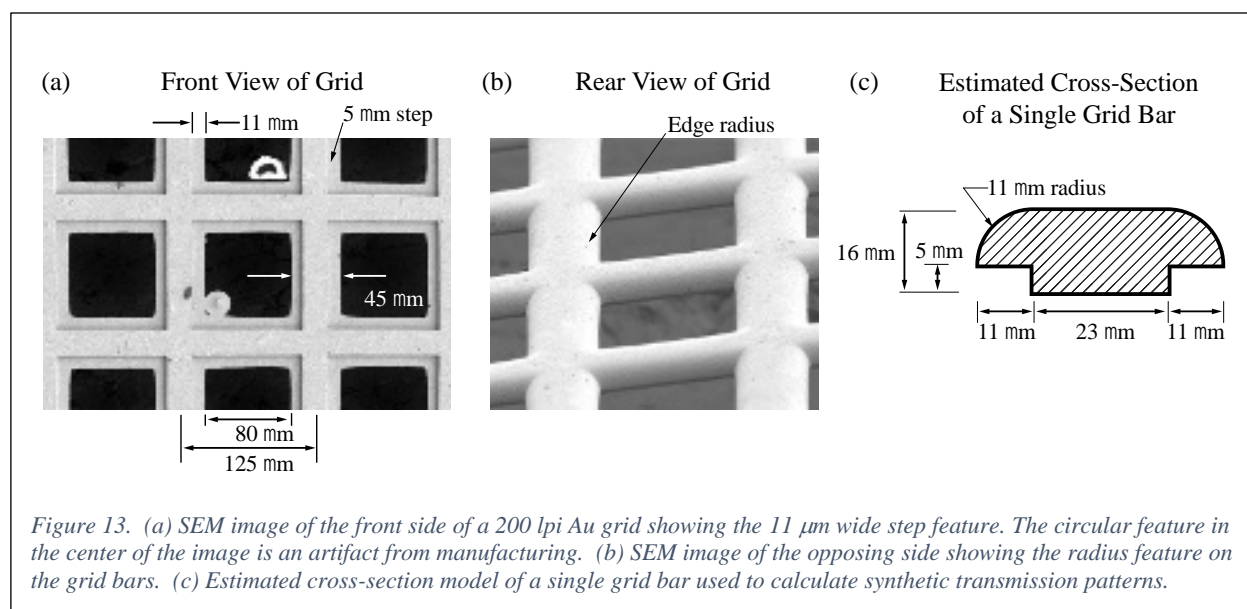 (a) Front View of Grid
(b) Rear View of Grid
(c) Estimated Cross-Section
of a Single Grid Bar
11 mm
5 mm step
45 mm
80 mm
125 mm
Edge radius
11 mm radius
16 mm
5 mm
11 mm 23 mm 11 mm
Figure 13. (a) SEM image of the front side of a 200 lpi Au grid showing the 11 μm wide step feature. The circular feature in
the center of the image is an artifact from manufacturing. (b) SEM image of the opposing side showing the radius feature on
the grid bars. (c) Estimated cross-section model of a single grid bar used to calculate synthetic transmission patterns.